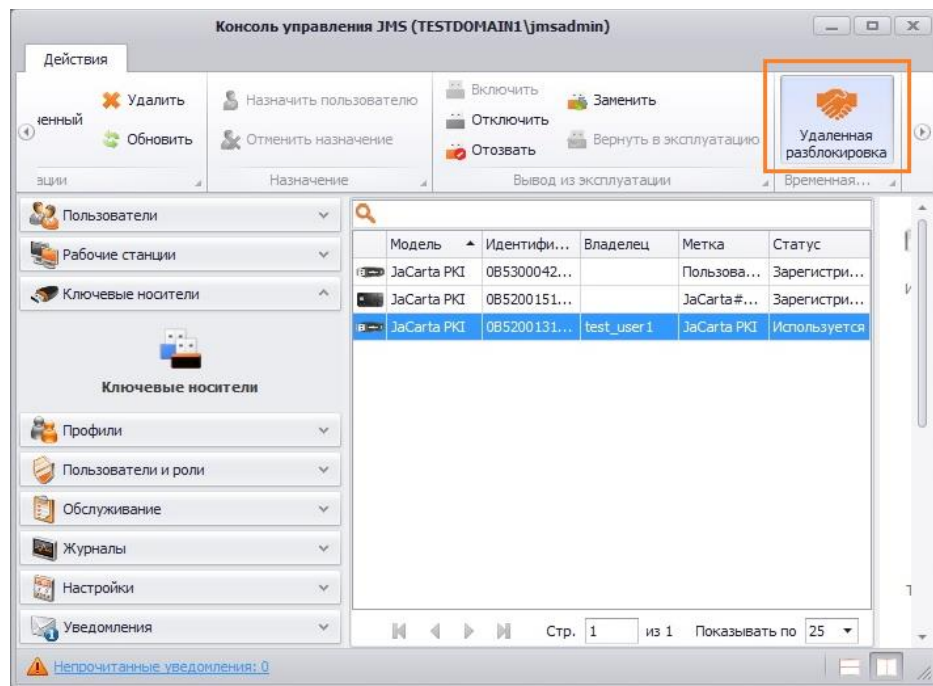 Консоль управления JMS (TESTDOMAIN1\jmsadmin)
Действия
ченный
Удалить
Обновить
ации
Назначить пользователю
Отменить назначение
Назначение
Включить
Отключить
Отозвать
Заменить
Вернуть в эксплуатацию
Вывод из эксплуатации
Удаленная
разблокировка
Временная...
Пользователи
Рабочие станции
Ключевые носители
Ключевые носители
Профили
Пользователи и роли
Обслуживание
Журналы
Настройки
Уведомления
Модель Идентифи... Владелец Метка Статус
JaCarta PKI 0B5300042... Пользова... Зарегистри...
JaCarta PKI 0B5200151... JaCarta#... Зарегистри...
JaCarta PKI 0B5200131... test_user1 JaCarta PKI Используется
Стр. 1 из 1 Показывать по 25
Непрочитанные уведомления: 0